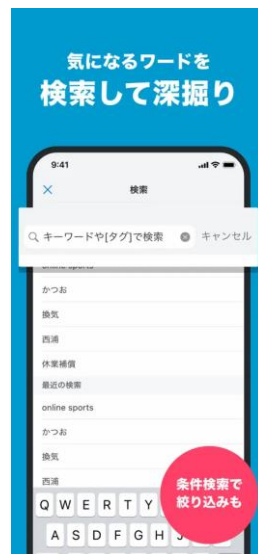 気になるワードを
検索して深掘り
9:41
× 検索
キーワードや[タグ]で検索 キャンセル
online sports
かつお
換気
西浦
休業補償
最近の検索
online sports
かつお
換気
西浦
条件検索で
絞り込みも
Q W E R T Y
A S D F G H J